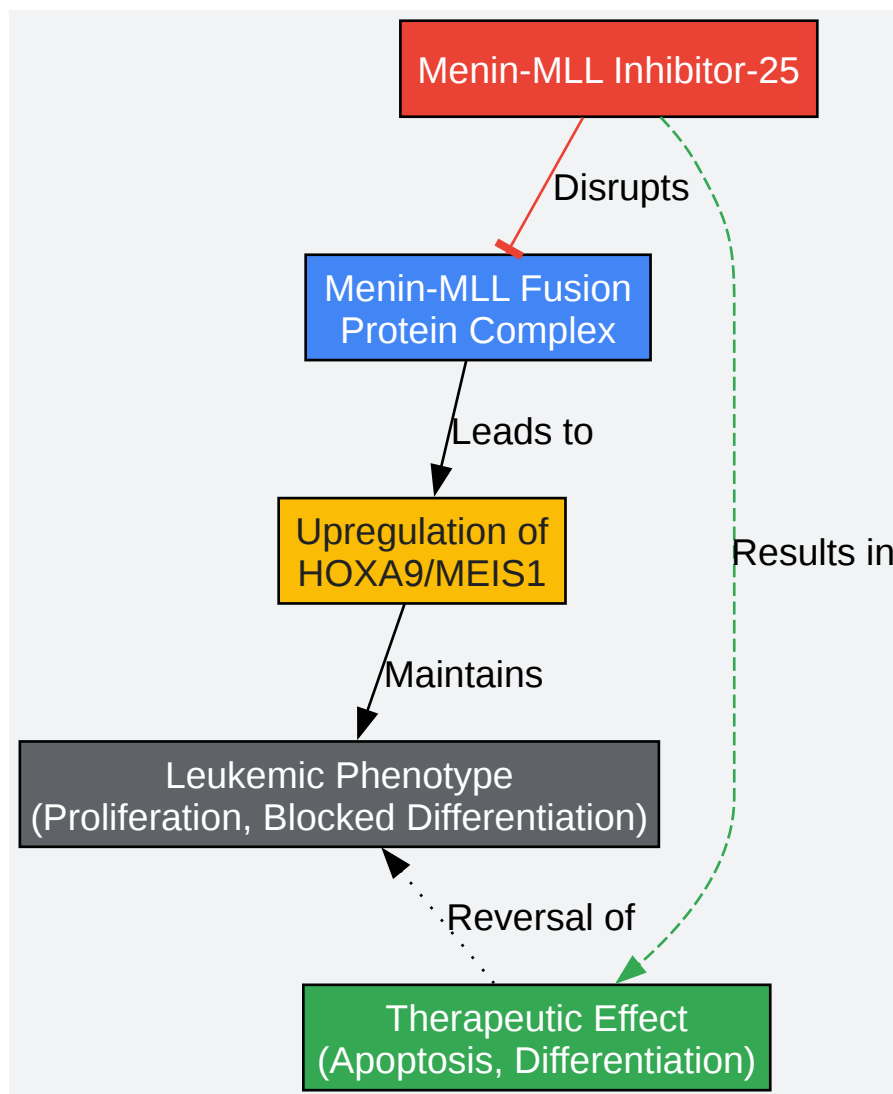 Menin-MLL Inhibitor-25
Disrupts
Menin-MLL Fusion
Protein Complex
Leads to
Upregulation of
HOXA9/MEIS1
Results in
Maintains
Leukemic Phenotype
(Proliferation, Blocked Differentiation)
Reversal of
Therapeutic Effect
(Apoptosis, Differentiation)